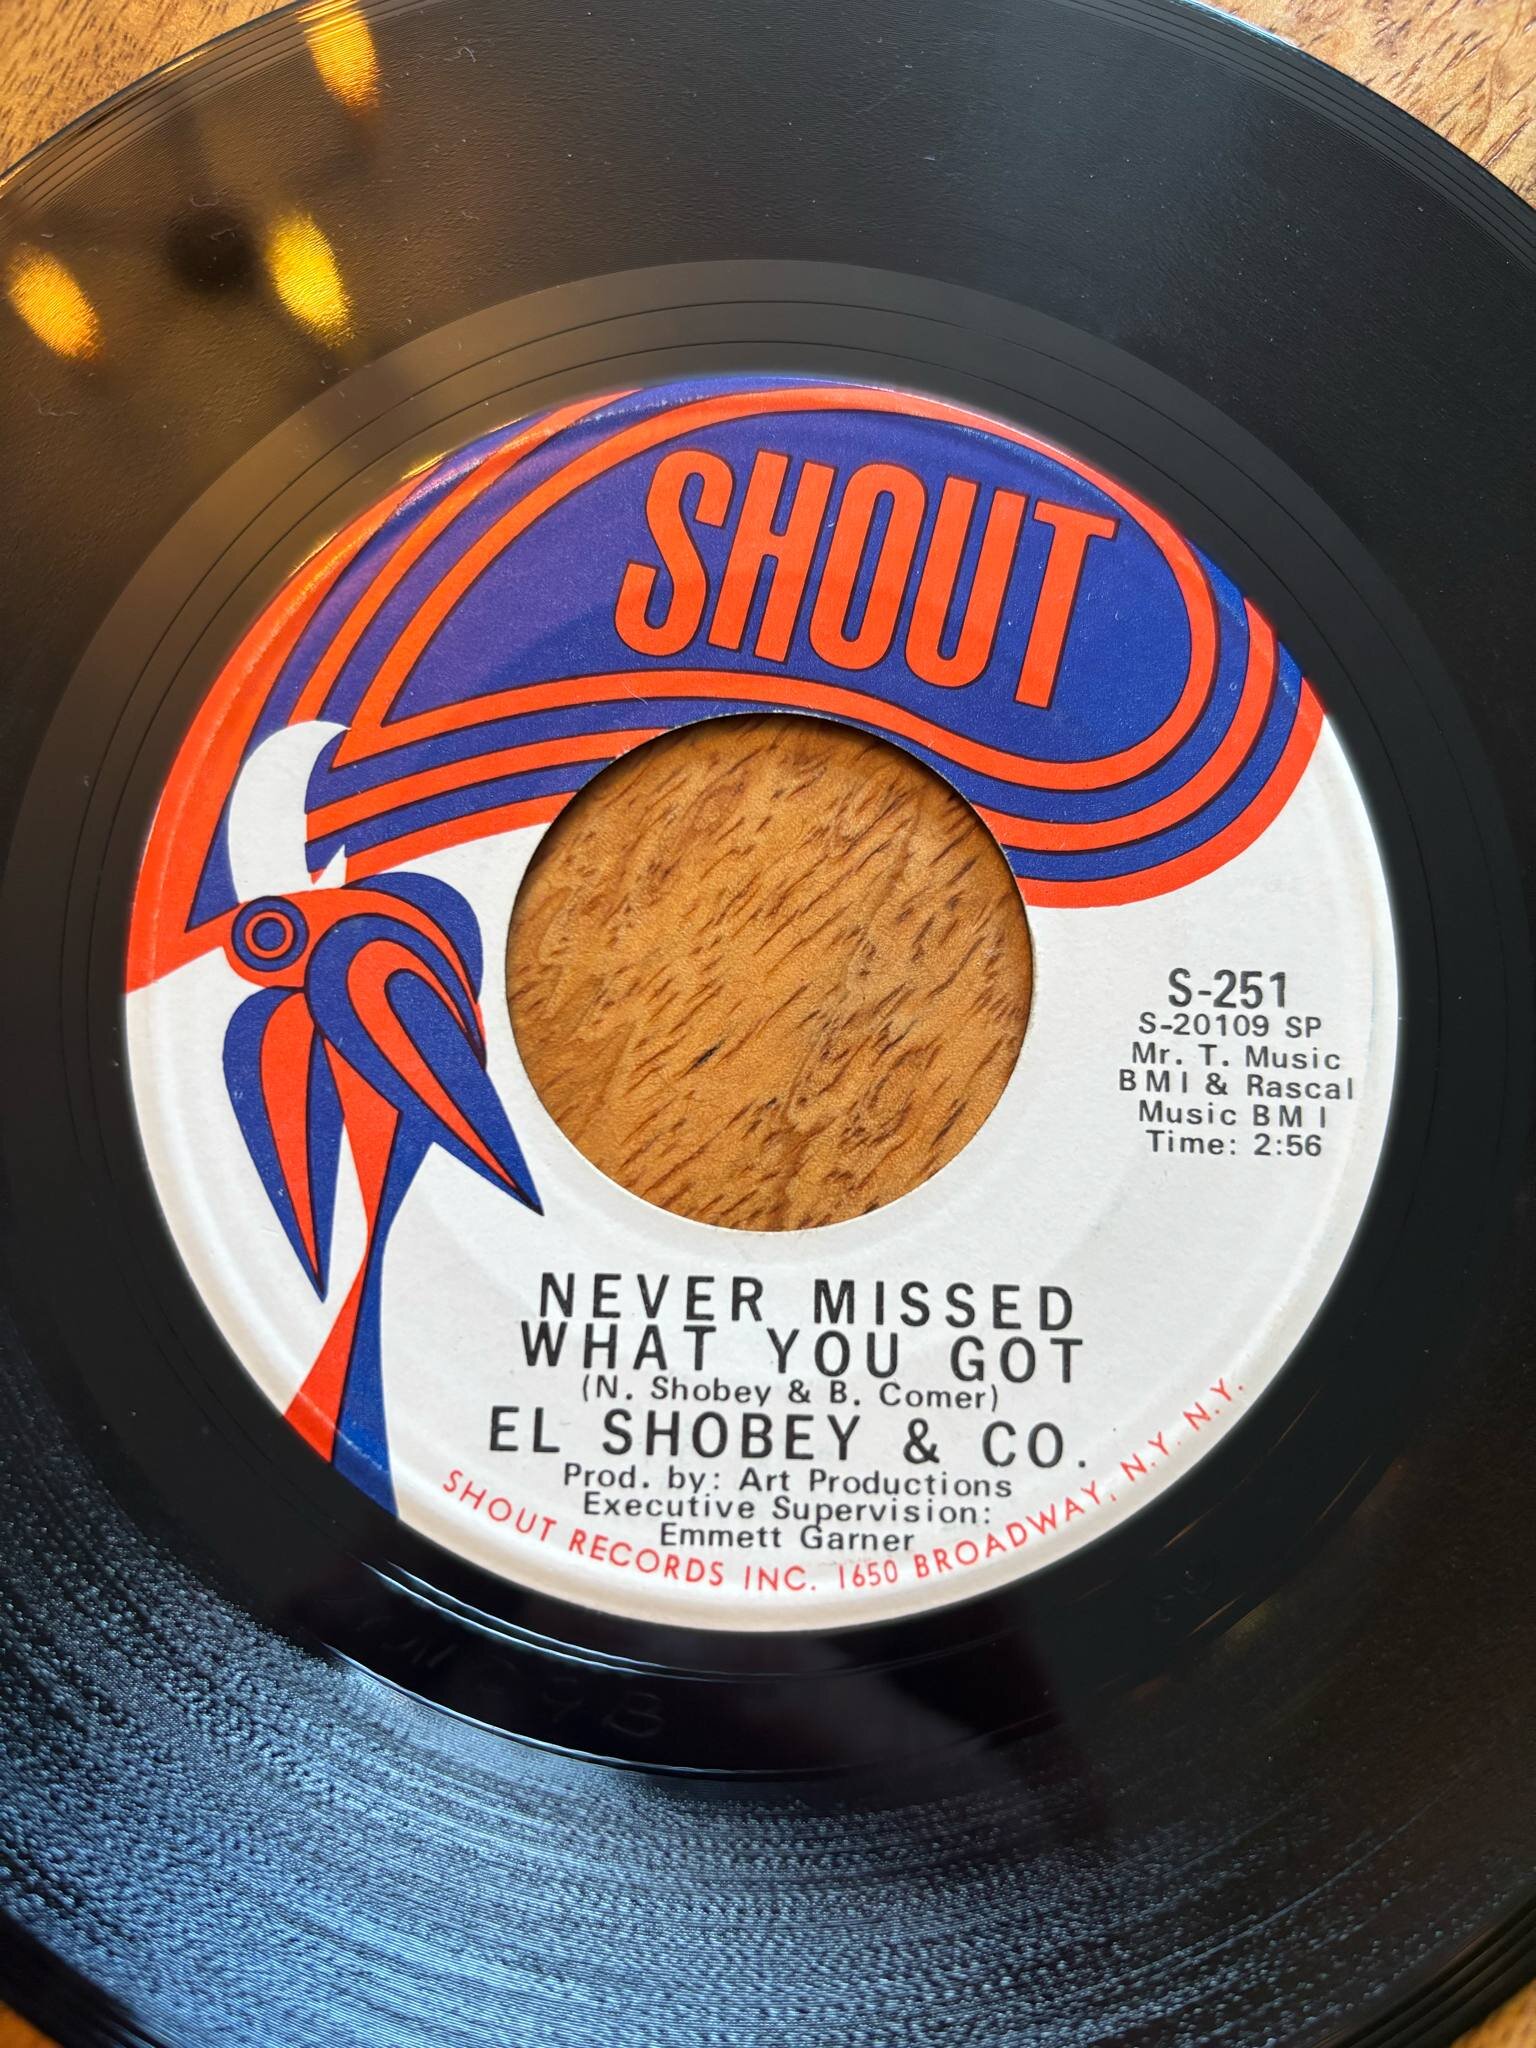 SHOUT
S-251
S-20109 SP
Mr. T. Music
BMI & Rascal
Music BMI
Time: 2:56
NEVER MISSED
WHAT YOU GOT
(N. Shobey & B. Comer)
EL SHOBEY & CO.
Prod. by: Art Productions
Executive Supervision:
Emmett Garner
SHOUT RECORDS INC. 1650 BROADWAY, N.Y. N.Y.